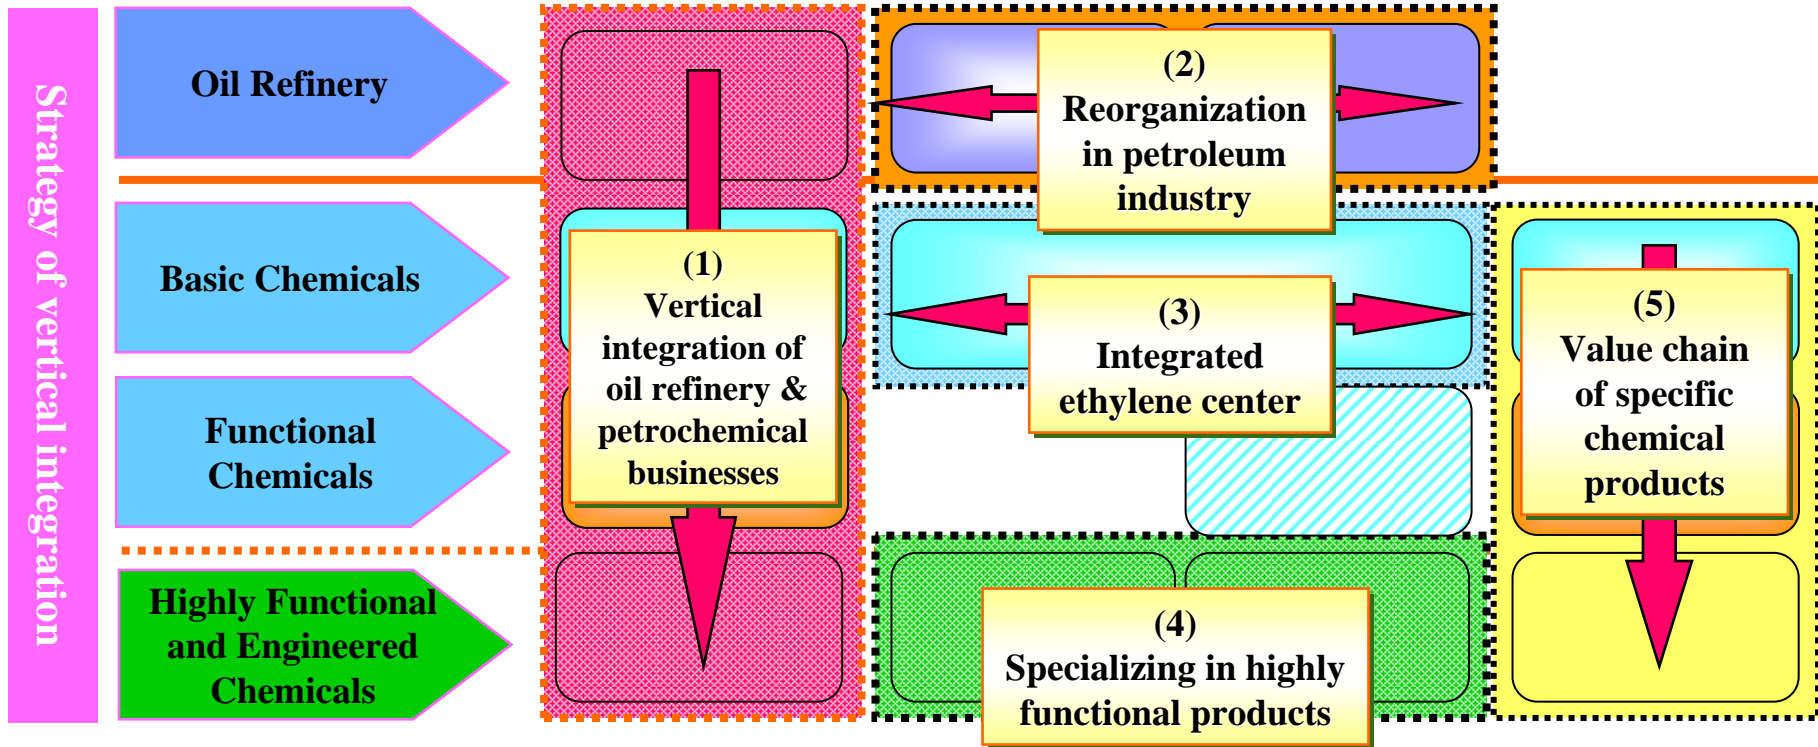 Strategy of vertical integration
Oil Refinery
Basic Chemicals
Functional
Chemicals
Highly Functional
and Engineered
Chemicals
(1)
Vertical
integration of
oil refinery &
petrochemical
businesses
(2)
Reorganization
in petroleum
industry
(3)
Integrated
ethylene center
(4)
Specializing in highly
functional products
(5)
Value chain
of specific
chemical
products